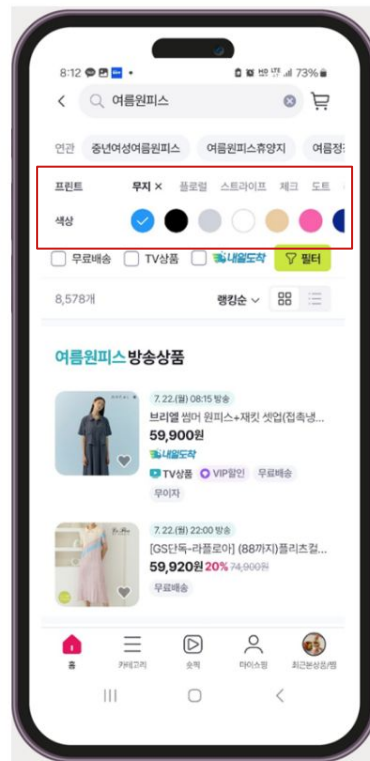 8:12 73%
여름원피스
연관 중년여성여름원피스 여름원피스휴양지 여름정
프린트 무지 × 플로럴 스트라이프 체크 도트
색상
무료배송 TV상품 내일도착 필터
8,578개 랭킹순
여름원피스 방송상품
7. 22.(월) 08:15 방송
브리엘 썸머 원피스+재킷 셋업(접촉냉...
59,900원
내일도착
TV상품 VIP할인 무료배송
무이자
7. 22.(월) 22:00 방송
[GS단독-라플로아] (88까지)플리츠컬...
59,920원 20% 74,900원
무료배송
홈 카테고리 숏픽 마이쇼핑 최근본상품/찜